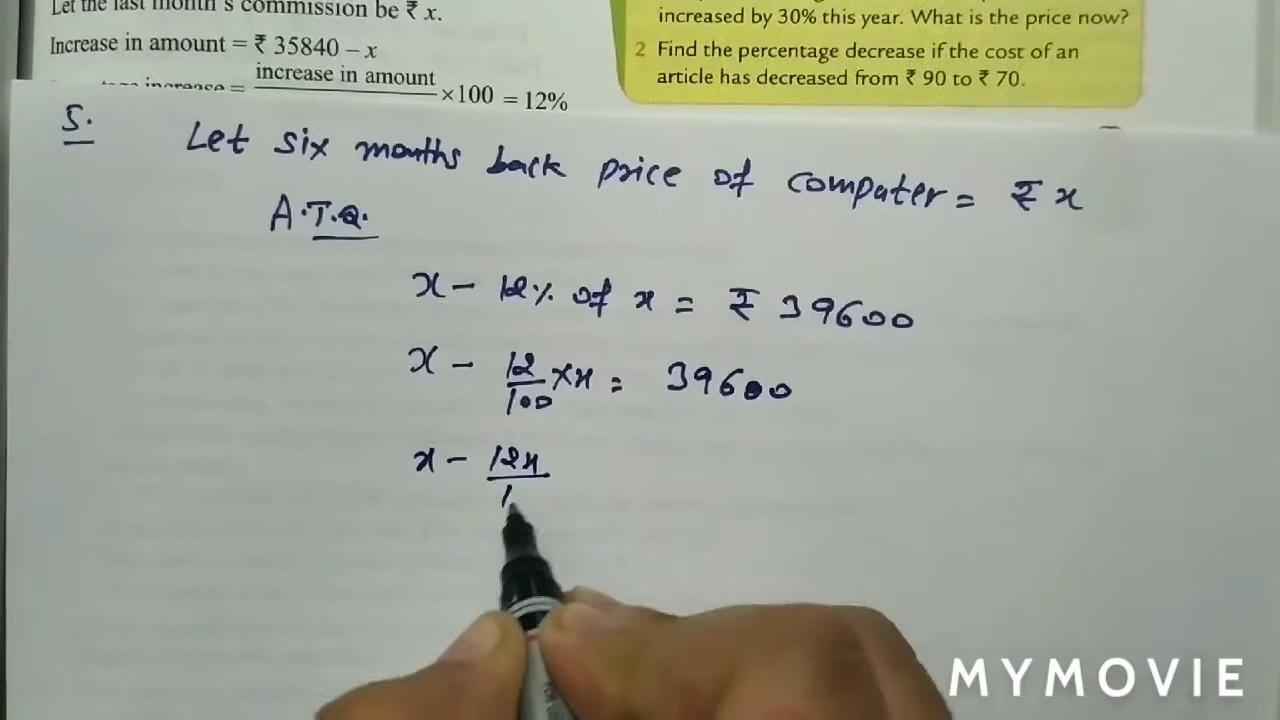 Let the last month's commission be ₹ x.
Increase in amount = ₹ 35840 – x
increase =
increase in amount
×100 = 12%
increased by 30% this year. What is the price now?
2 Find the percentage decrease if the cost of an
article has decreased from ₹ 90 to ₹ 70.
5. Let six months back price of computer = ₹ x
A.T.Q.
x - 12% of x = ₹ 39600
x - 12/100 × x = 39600
x - 12x/1
MYMOVIE